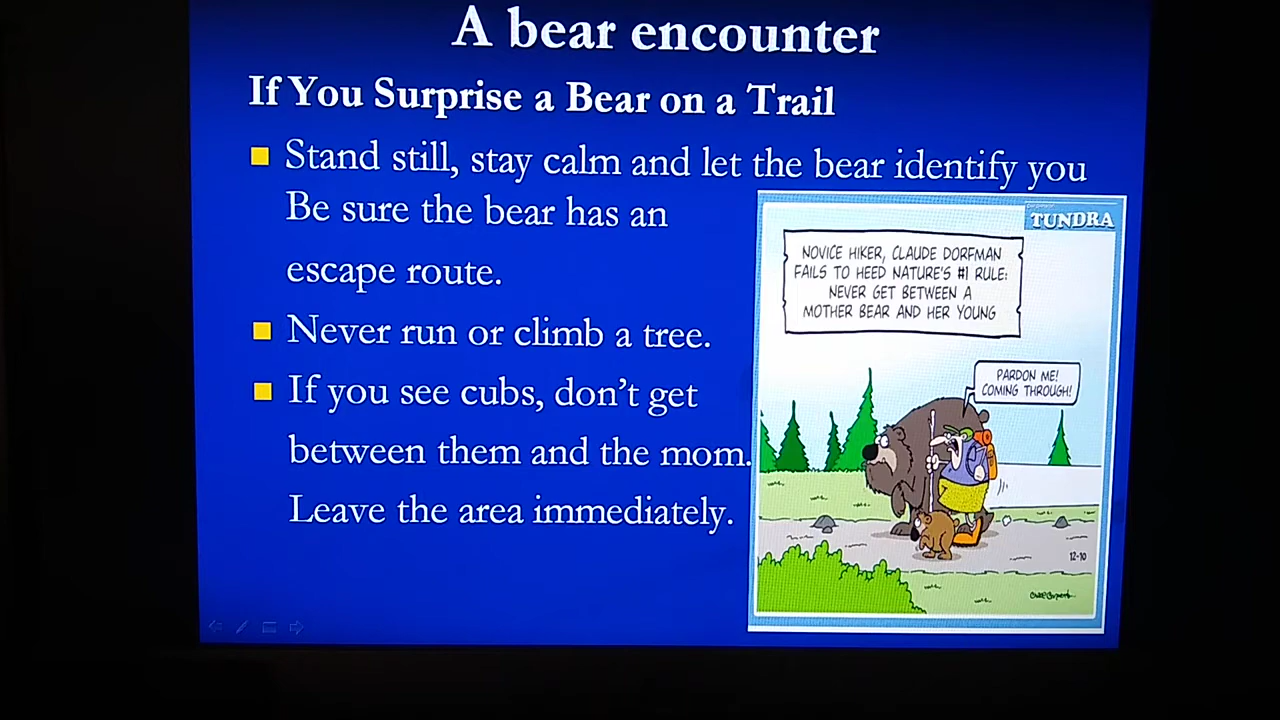 A bear encounter
If You Surprise a Bear on a Trail
Stand still, stay calm and let the bear identify you
Be sure the bear has an
escape route.
Never run or climb a tree.
If you see cubs, don't get
between them and the mom.
Leave the area immediately.
TUNDRA
NOVICE HIKER, CLAUDE DORFMAN
FAILS TO HEED NATURE'S #1 RULE:
NEVER GET BETWEEN A
MOTHER BEAR AND HER YOUNG
PARDON ME!
COMING THROUGH!
12-10